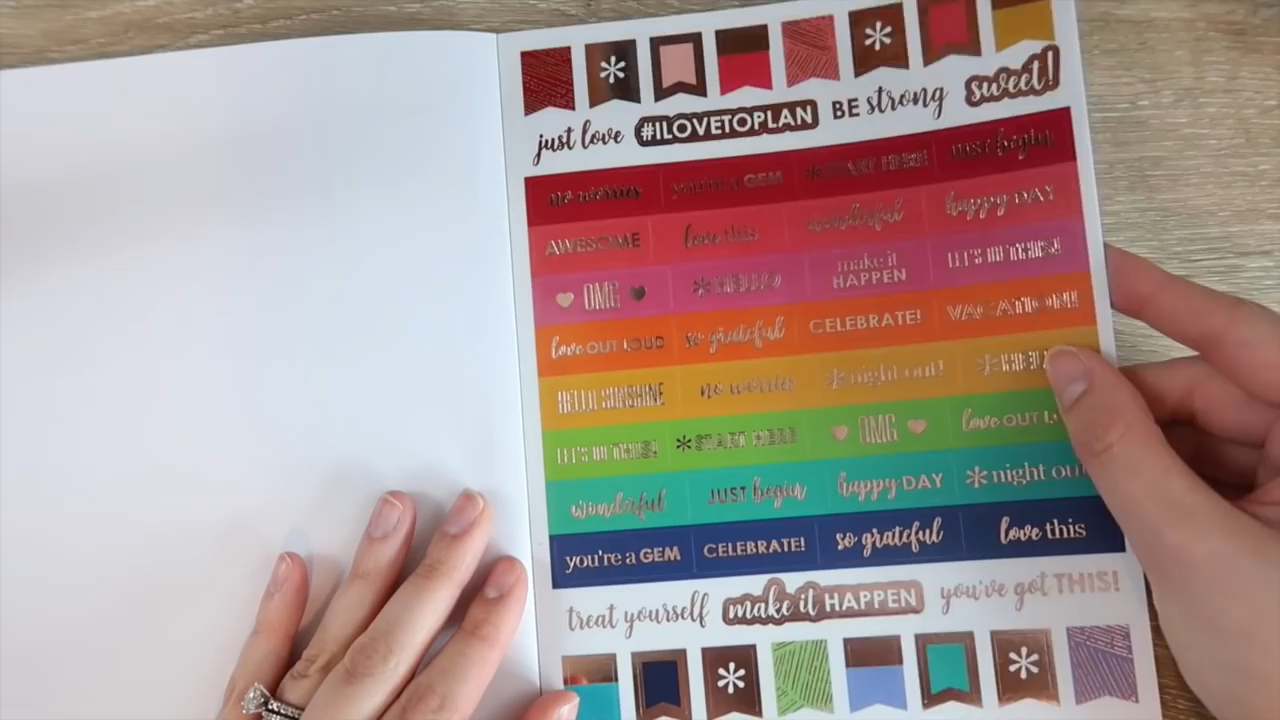 *
*
just love #ILOVETOPLAN BE strong sweet!
no worries you're a GEM *START HERE JUST begin
AWESOME love this wonderful happy DAY
OMG *HELLO make it HAPPEN LET'S DO THIS!
love OUT LOUD so grateful CELEBRATE! VACATION!
HELLO SUNSHINE no worries *night out! *HELLO
LET'S DO THIS! *START HERE OMG love OUT
wonderful JUST begin happy DAY *night out
you're a GEM CELEBRATE! so grateful love this
treat yourself make it HAPPEN you've got THIS!
*
*